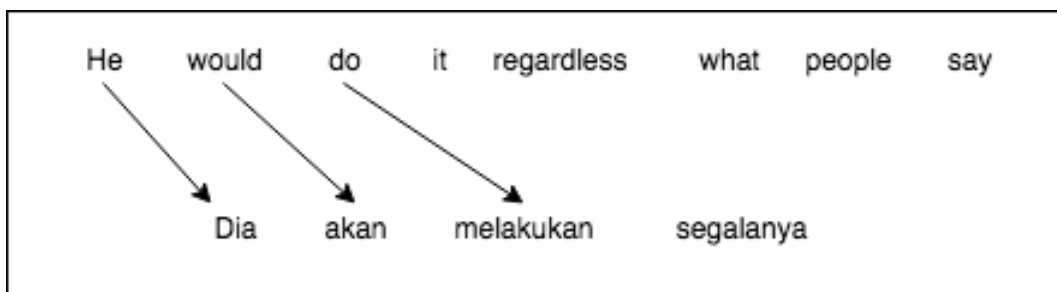 He would do it regardless what people say
Dia akan melakukan segalanya